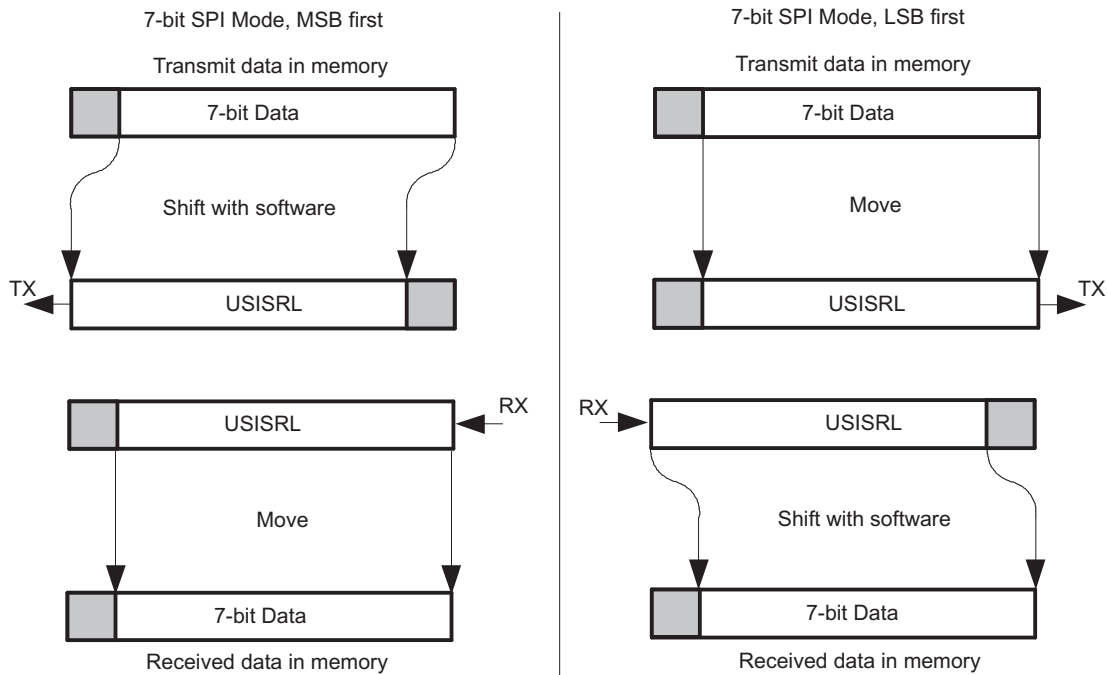 7-bit SPI Mode, MSB first
Transmit data in memory
7-bit Data
Shift with software
TX
USISRL
RX
USISRL
Move
7-bit Data
Received data in memory
7-bit SPI Mode, LSB first
Transmit data in memory
7-bit Data
Move
TX
USISRL
RX
USISRL
Shift with software
7-bit Data
Received data in memory